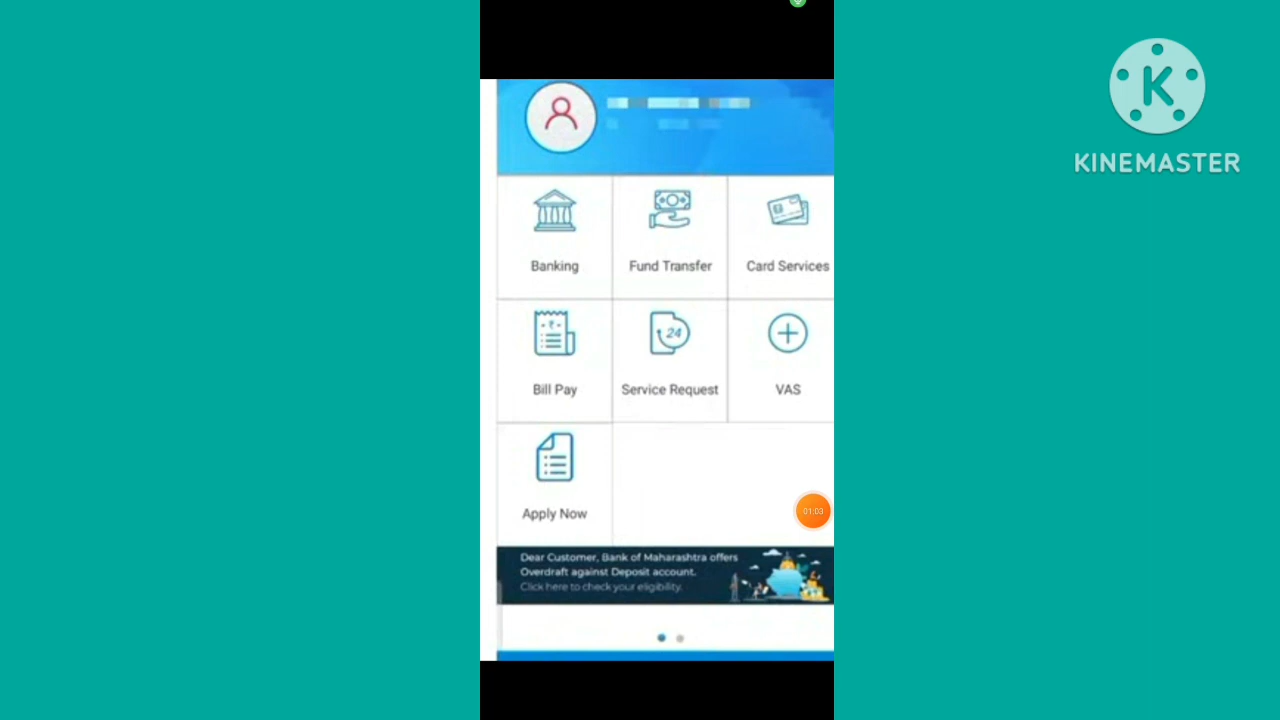 K
KINEMASTER
Banking
Fund Transfer
Card Services
₹
24
Bill Pay
Service Request
VAS
Apply Now
01:03
Dear Customer, Bank of Maharashtra offers
Overdraft against Deposit account.
Click here to check your eligibility.